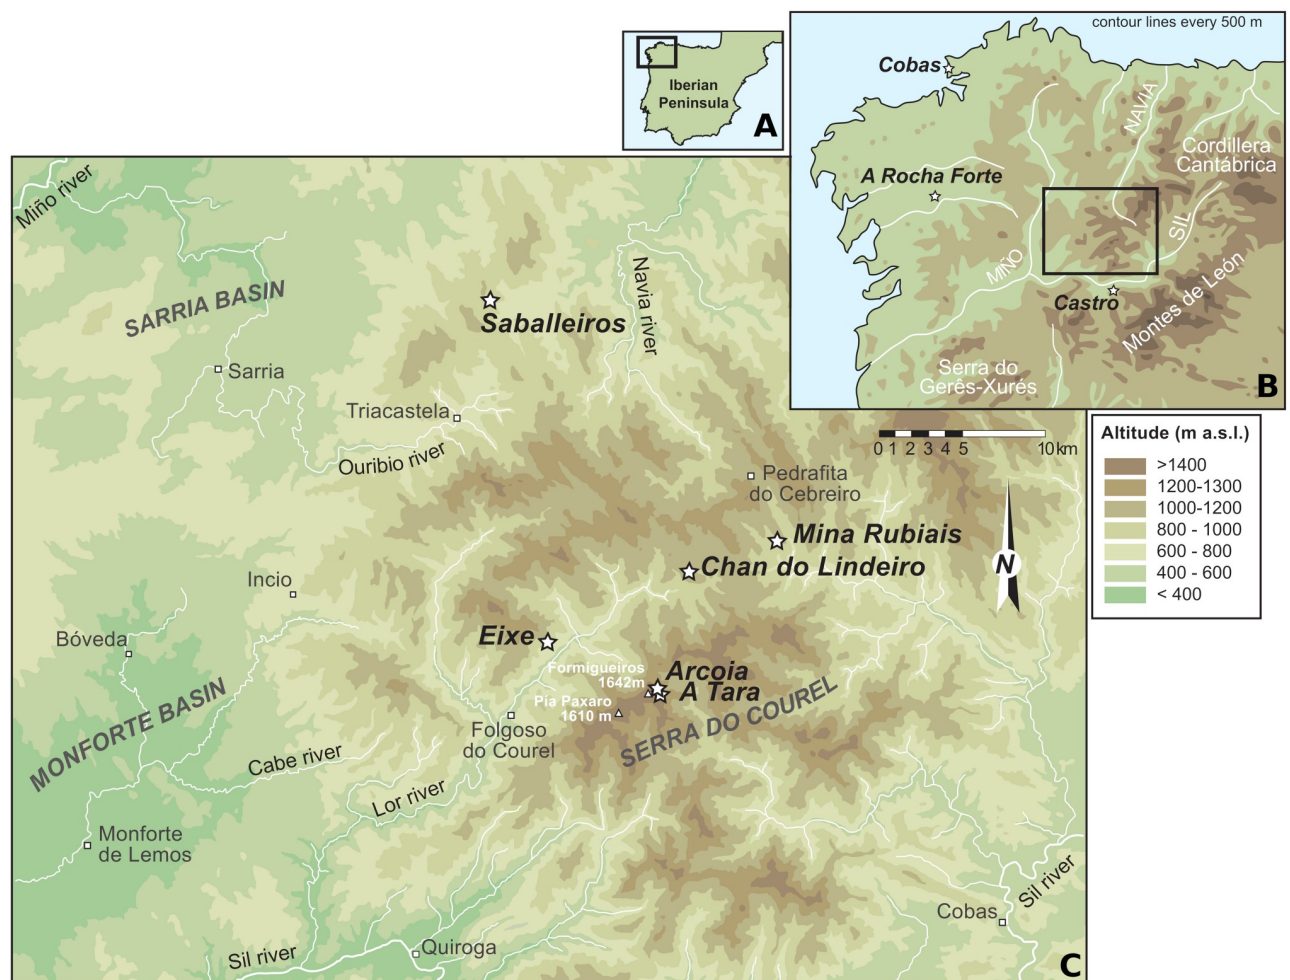 contour lines every 500 m
Iberian
Peninsula
A
Cobas
NAVIA
Cordillera
Cantábrica
A Rocha Forte
SIL
MIÑO
Castro
Montes de León
Serra do
Gerês-Xurés
B
Miño river
SARRIA BASIN
Navia river
Saballeiros
Sarria
Triacastela
Ouribio river
0 1 2 3 4 5 10 km
Altitude (m a.s.l.)
>1400
1200-1300
1000-1200
800 - 1000
600 - 800
400 - 600
< 400
Pedrafita
do Cebreiro
Mina Rubiais
Chan do Lindeiro
N
Incio
Bóveda
Eixe
Formigueiros
1642m
Arcoia
A Tara
Pia Paxaro
1610 m
SERRA DO COUREL
MONFORTE BASIN
Folgoso
do Courel
Cabe river
Lor river
Monforte
de Lemos
Sil river
Cobas
Quiroga
Sil river
C